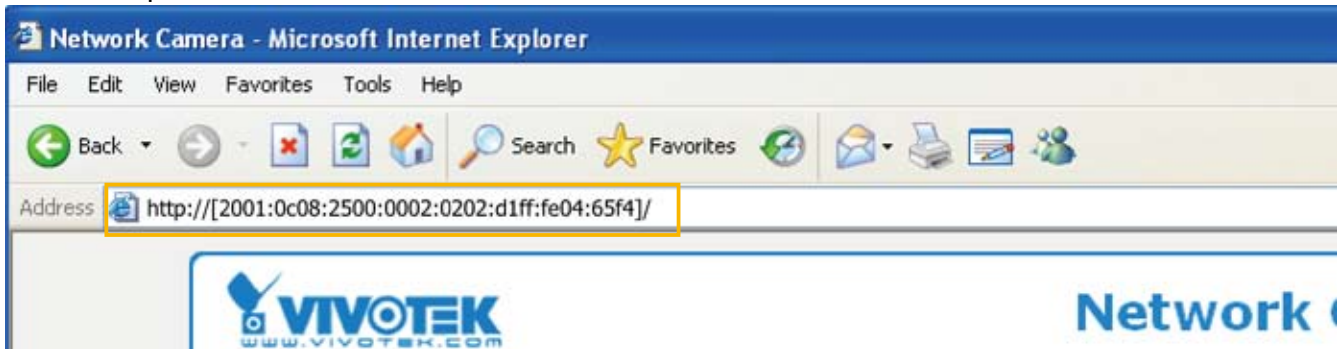 Network Camera - Microsoft Internet Explorer
File Edit View Favorites Tools Help
Back Search Favorites
Address http://[2001:0c08:2500:0002:0202:d1ff:fe04:65f4]/
VIVOTEK Network
www.vivotek.com